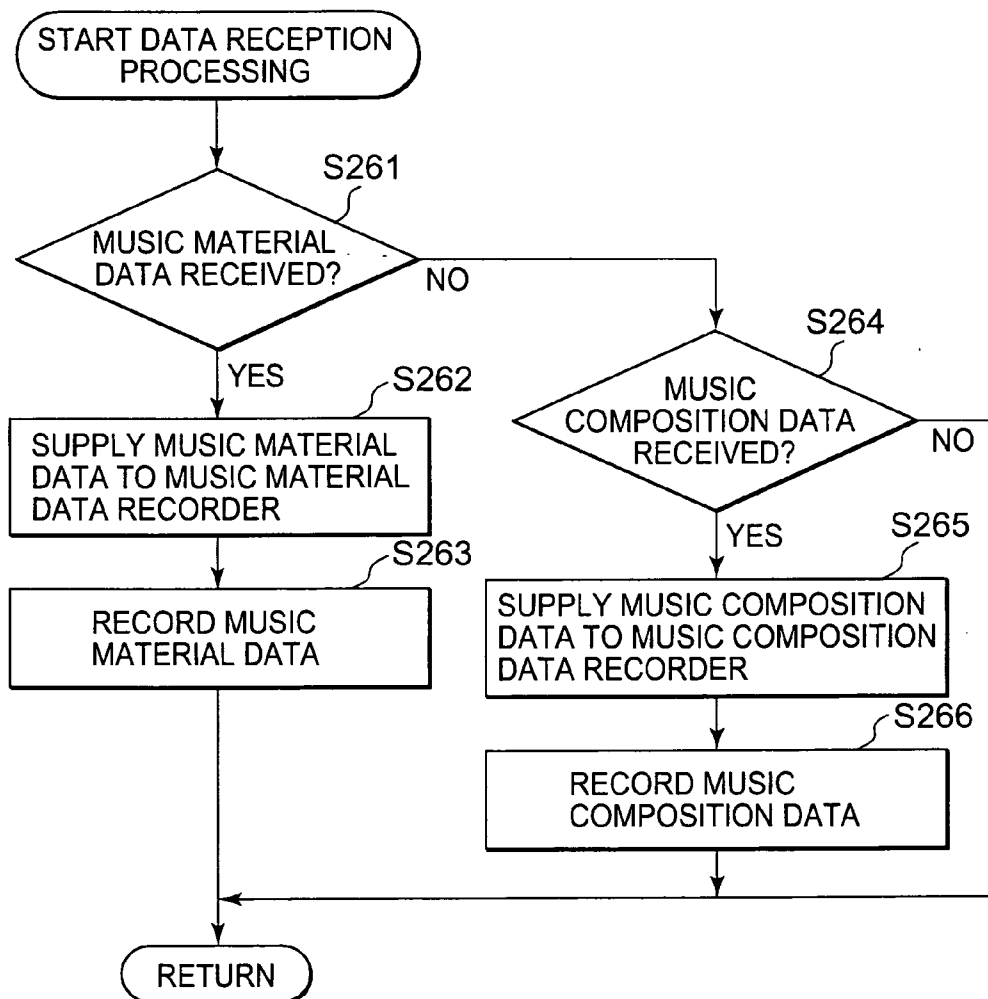 START DATA RECEPTION
PROCESSING
S261
MUSIC MATERIAL
DATA RECEIVED?
NO
YES
S262
SUPPLY MUSIC MATERIAL
DATA TO MUSIC MATERIAL
DATA RECORDER
S263
RECORD MUSIC
MATERIAL DATA
S264
MUSIC
COMPOSITION DATA
RECEIVED?
NO
YES
S265
SUPPLY MUSIC COMPOSITION
DATA TO MUSIC COMPOSITION
DATA RECORDER
S266
RECORD MUSIC
COMPOSITION DATA
RETURN